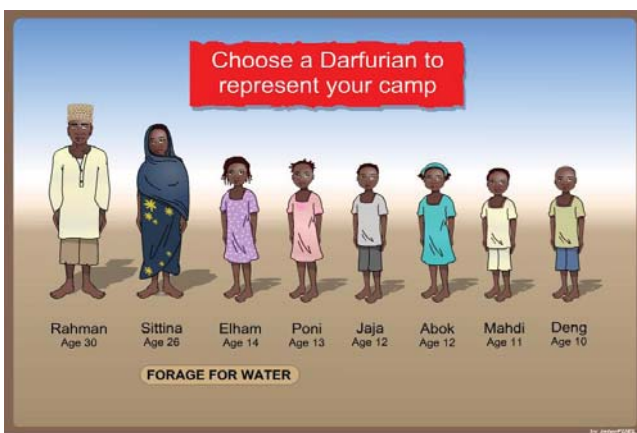 Choose a Darfurian to
represent your camp
Rahman Sittina Elham Poni Jaja Abok Mahdi Deng
Age 30 Age 26 Age 14 Age 13 Age 12 Age 12 Age 11 Age 10
FORAGE FOR WATER